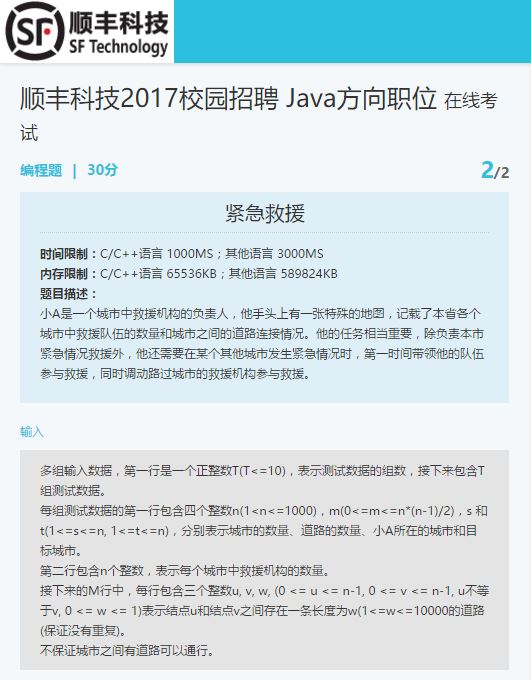 顺丰科技
SF SF Technology
顺丰科技2017校园招聘 Java方向职位 在线考
试
编程题 | 30分 2/2
紧急救援
时间限制：C/C++语言 1000MS；其他语言 3000MS
内存限制：C/C++语言 65536KB；其他语言 589824KB
题目描述：
小A是一个城市中救援机构的负责人，他手头上有一张特殊的地图，记载了本省各个
城市中救援队伍的数量和城市之间的道路连接情况。他的任务相当重要，除负责本市
紧急情况救援外，他还需要在某个其他城市发生紧急情况时，第一时间带领他的队伍
参与救援，同时调动路过城市的救援机构参与救援。
输入
多组输入数据，第一行是一个正整数T(T<=10)，表示测试数据的组数，接下来包含T
组测试数据。
每组测试数据的第一行包含四个整数n(1<n<=1000)，m(0<=m<=n*(n-1)/2)，s 和
t(1<=s<=n, 1<=t<=n)，分别表示城市的数量、道路的数量、小A所在的城市和目
标城市。
第二行包含n个整数，表示每个城市中救援机构的数量。
接下来的M行中，每行包含三个整数u, v, w, (0 <= u <= n-1, 0 <= v <= n-1, u不等
于v, 0 <= w <= 1)表示结点u和结点v之间存在一条长度为w(1<=w<=10000的道路
(保证没有重复)。
不保证城市之间有道路可以通行。